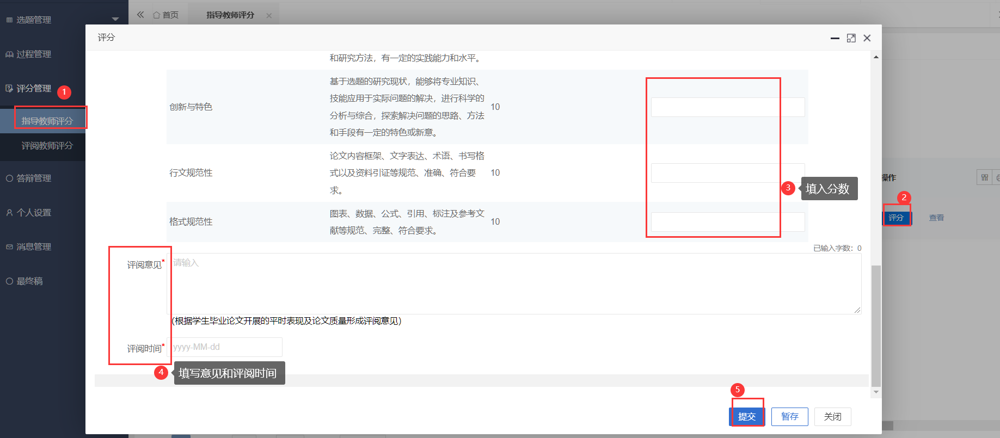 选题管理
首页
指导教师评分
过程管理
评分管理
1
指导教师评分
评阅教师评分
答辩管理
个人设置
消息管理
最终稿
评分
和研究方法，有一定的实践能力和水平。
创新与特色
基于选题的研究现状，能够将专业知识、
技能应用于实际问题的解决，进行科学的
分析与综合，探索解决问题的思路、方法
和手段有一定的特色或新意。
10
行文规范性
论文内容框架、文字表达、术语、书写格
式以及资料引证等规范、准确、符合要
求。
10
3
填入分数
格式规范性
图表、数据、公式、引用、标注及参考文
献等规范、完整、符合要求。
10
操作
2
评分
查看
已输入字数：0
评阅意见*
请输入
(根据学生毕业论文开展的平时表现及论文质量形成评阅意见)
评阅时间*
yyyy-MM-dd
4
填写意见和评阅时间
5
提交
暂存
关闭